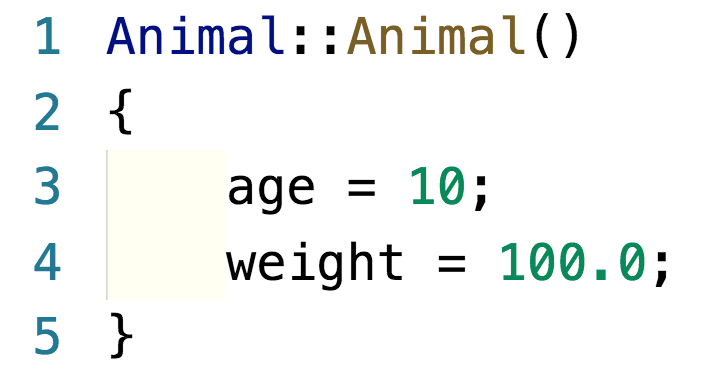 1 Animal::Animal()
2 {
3     age = 10;
4     weight = 100.0;
5 }